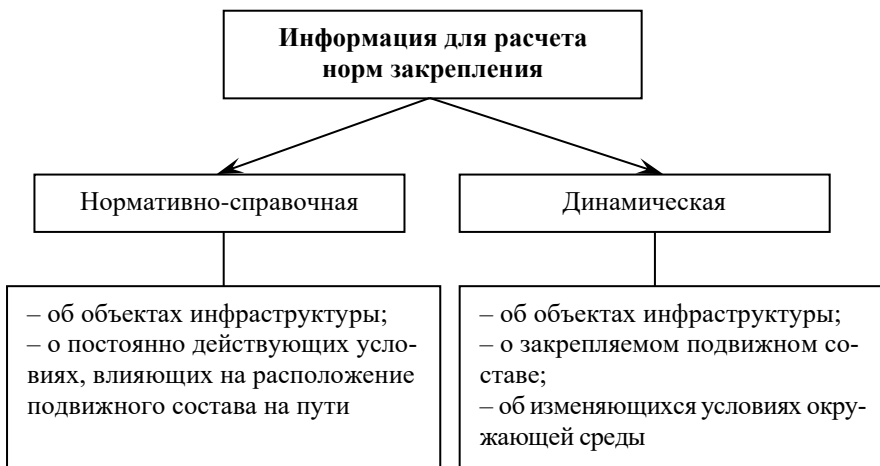 Информация для расчета
норм закрепления
Нормативно-справочная
Динамическая
– об объектах инфраструктуры;
– о постоянно действующих усло-
виях, влияющих на расположение
подвижного состава на пути
– об объектах инфраструктуры;
– о закрепляемом подвижном со-
ставе;
– об изменяющихся условиях окру-
жающей среды